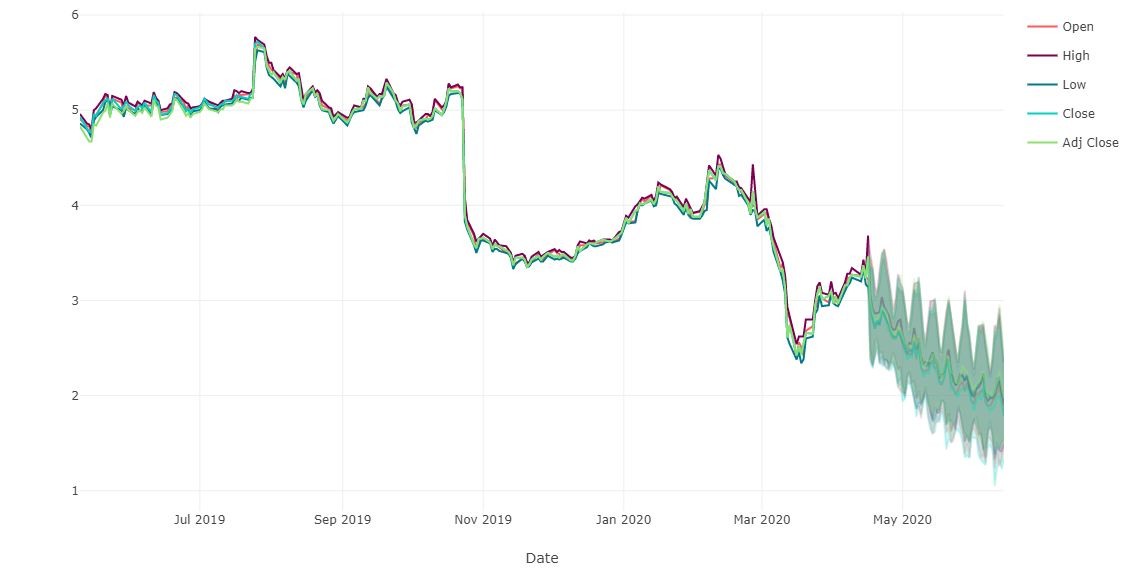 6
5
4
3
2
1
Jul 2019
Sep 2019
Nov 2019
Jan 2020
Mar 2020
May 2020
Date
Open
High
Low
Close
Adj Close